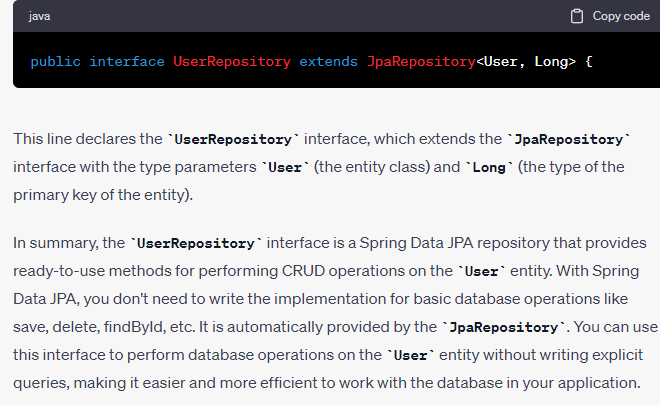 java
Copy code
public interface UserRepository extends JpaRepository<User, Long> {
This line declares the `UserRepository` interface, which extends the `JpaRepository`
interface with the type parameters `User` (the entity class) and `Long` (the type of the
primary key of the entity).
In summary, the `UserRepository` interface is a Spring Data JPA repository that provides
ready-to-use methods for performing CRUD operations on the `User` entity. With Spring
Data JPA, you don't need to write the implementation for basic database operations like
save, delete, findById, etc. It is automatically provided by the `JpaRepository`. You can use
this interface to perform database operations on the `User` entity without writing explicit
queries, making it easier and more efficient to work with the database in your application.